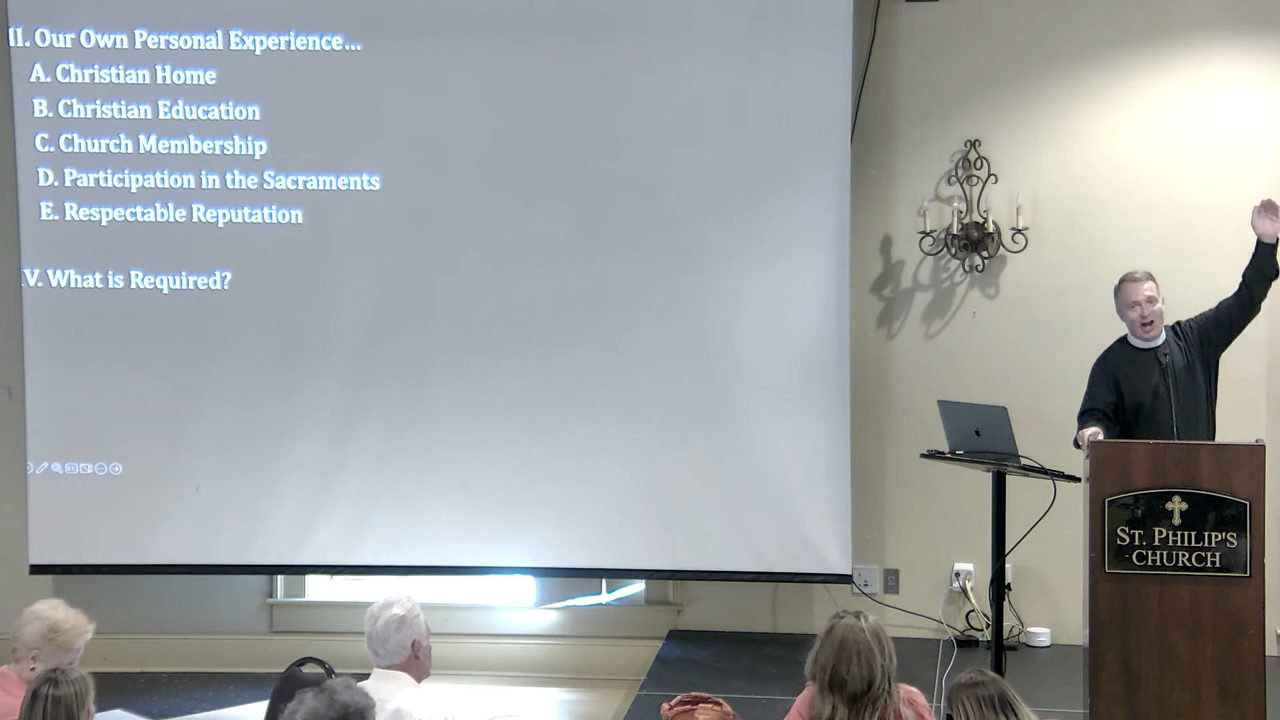 II. Our Own Personal Experience...
A. Christian Home
B. Christian Education
C. Church Membership
D. Participation in the Sacraments
E. Respectable Reputation
V. What is Required?
ST. PHILIP'S
CHURCH